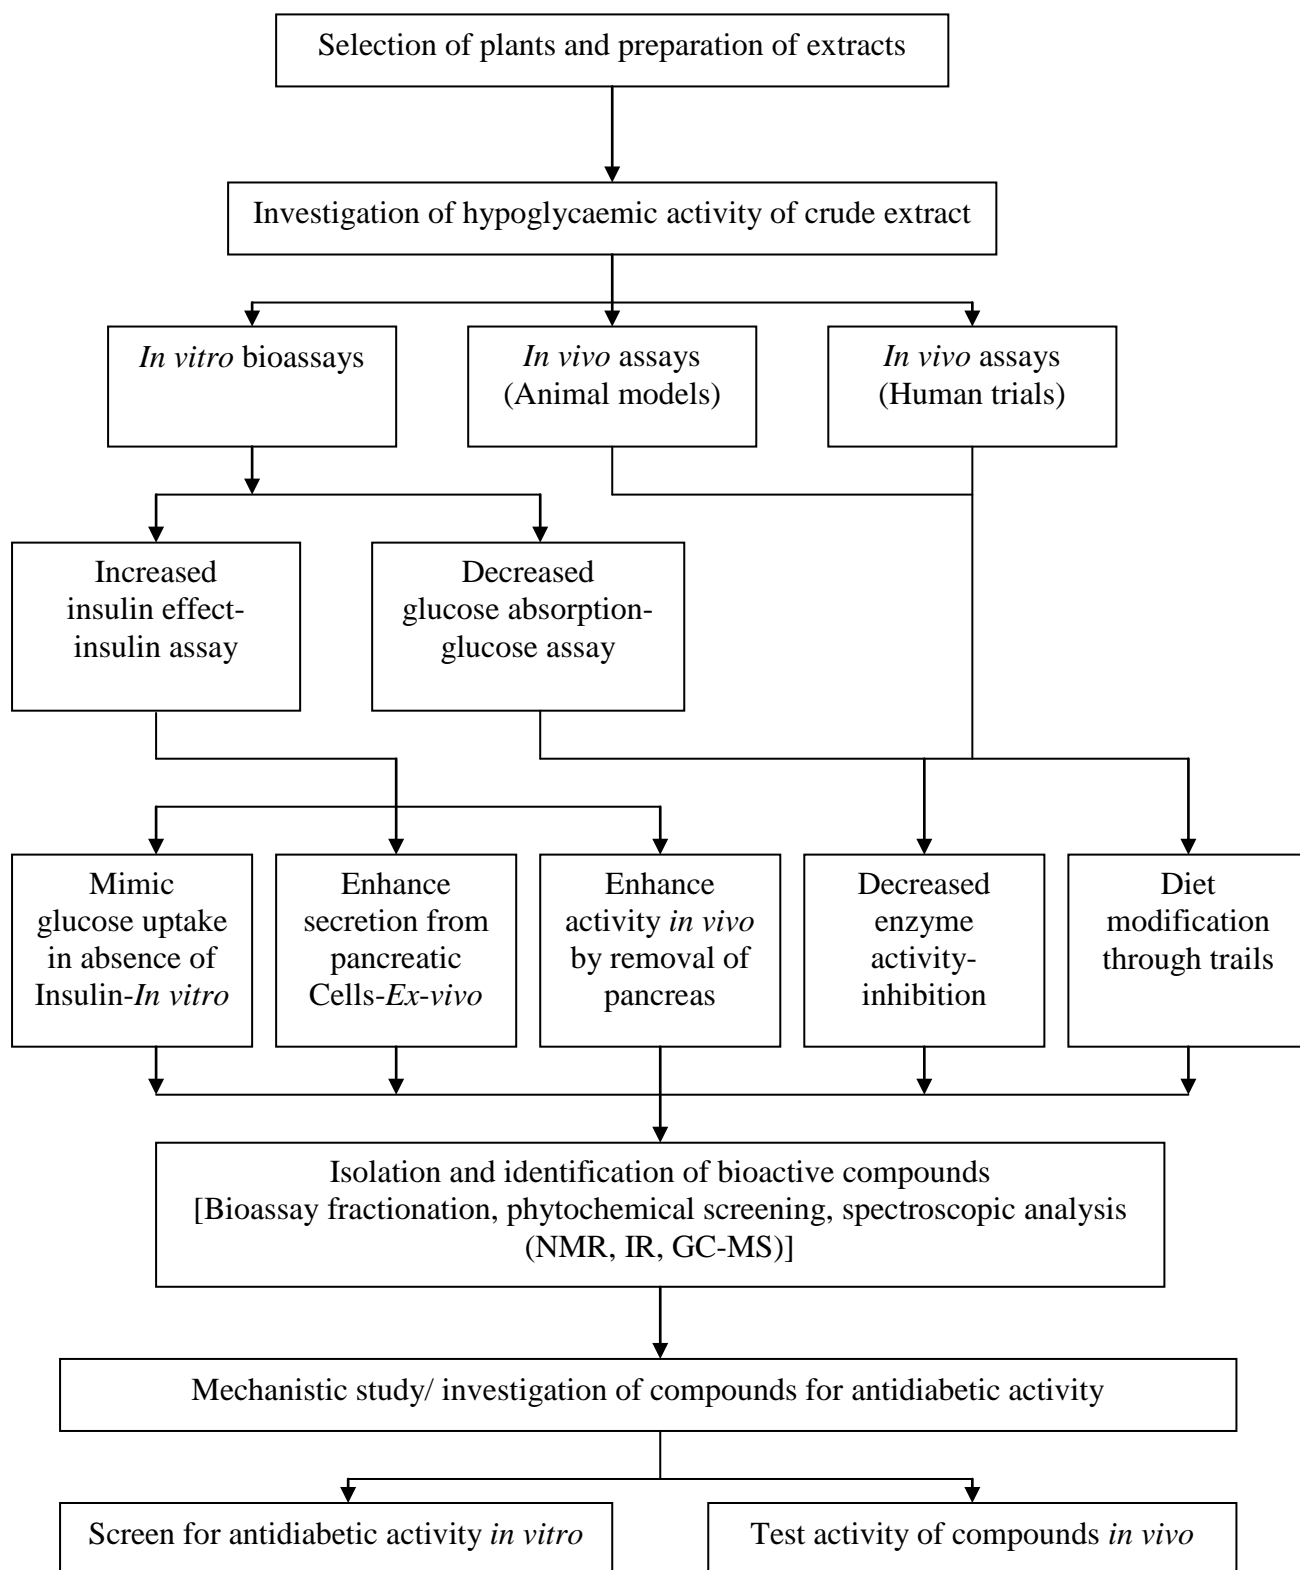 Selection of plants and preparation of extracts
Investigation of hypoglycaemic activity of crude extract
In vitro bioassays
In vivo assays
(Animal models)
In vivo assays
(Human trials)
Increased
insulin effect-
insulin assay
Decreased
glucose absorption-
glucose assay
Mimic
glucose uptake
in absence of
Insulin-In vitro
Enhance
secretion from
pancreatic
Cells-Ex-vivo
Enhance
activity in vivo
by removal of
pancreas
Decreased
enzyme
activity-
inhibition
Diet
modification
through trails
Isolation and identification of bioactive compounds
[Bioassay fractionation, phytochemical screening, spectroscopic analysis
(NMR, IR, GC-MS)]
Mechanistic study/ investigation of compounds for antidiabetic activity
Screen for antidiabetic activity in vitro
Test activity of compounds in vivo